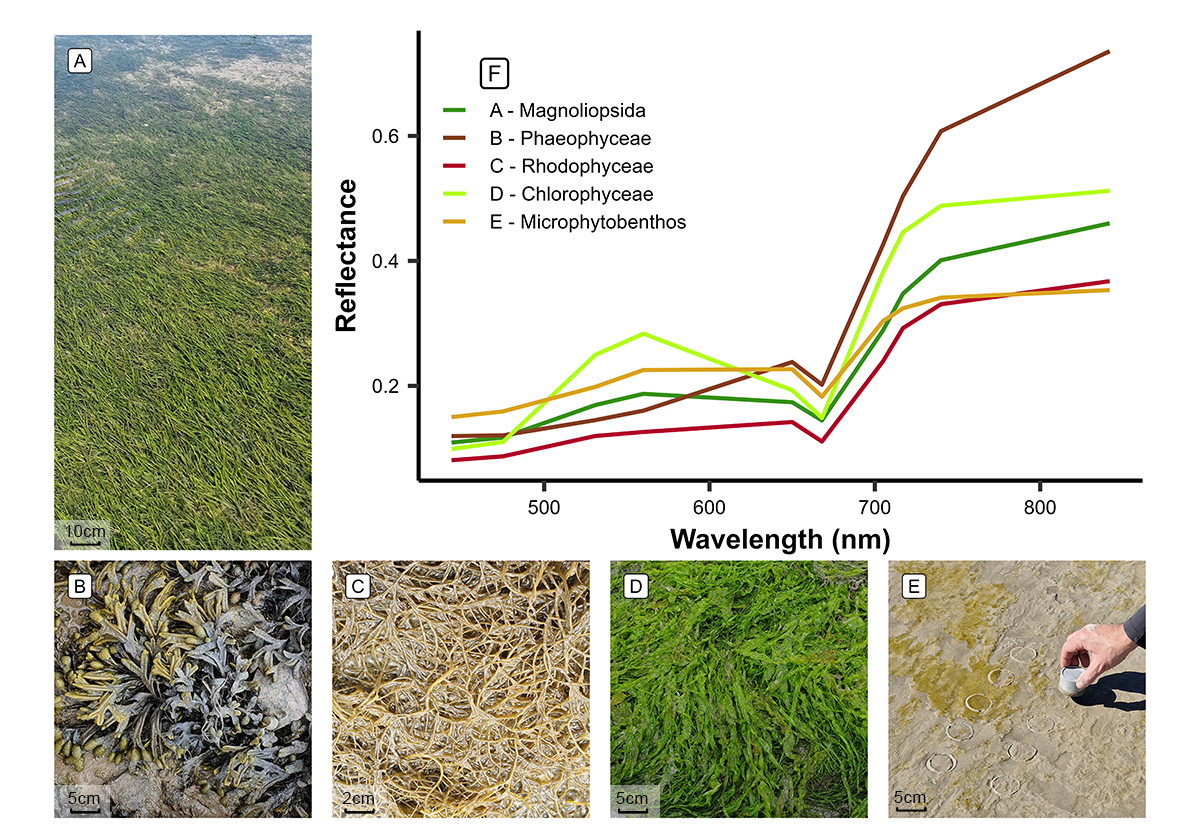 A
10cm
F
A - Magnoliopsida
B - Phaeophyceae
C - Rhodophyceae
D - Chlorophyceae
E - Microphytobenthos
Reflectance
0.6
0.4
0.2
500 600 700 800
Wavelength (nm)
B
5cm
C
2cm
D
5cm
E
5cm